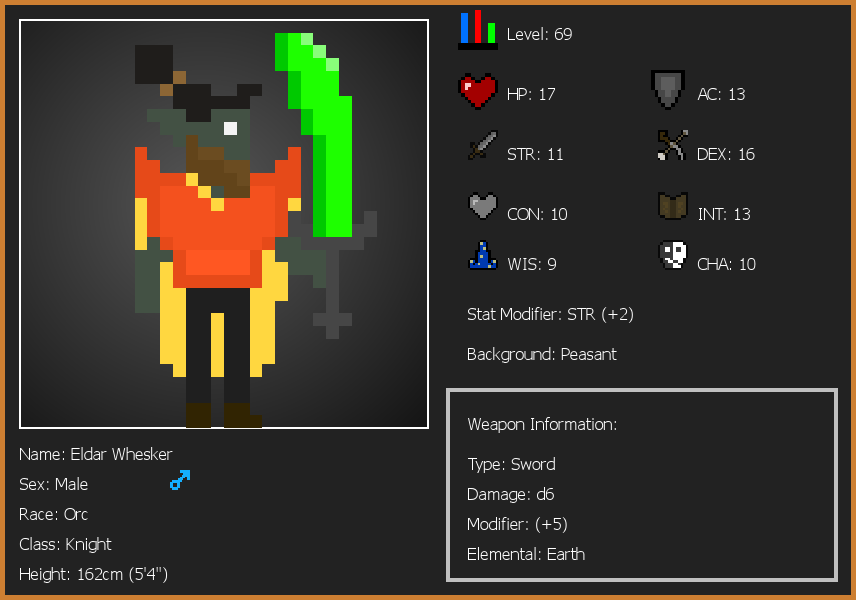 Level: 69
HP: 17
AC: 13
STR: 11
DEX: 16
CON: 10
INT: 13
WIS: 9
CHA: 10
Stat Modifier: STR (+2)
Background: Peasant
Weapon Information:
Type: Sword
Damage: d6
Modifier: (+5)
Elemental: Earth
Name: Eldar Whesker
Sex: Male
Race: Orc
Class: Knight
Height: 162cm (5'4")